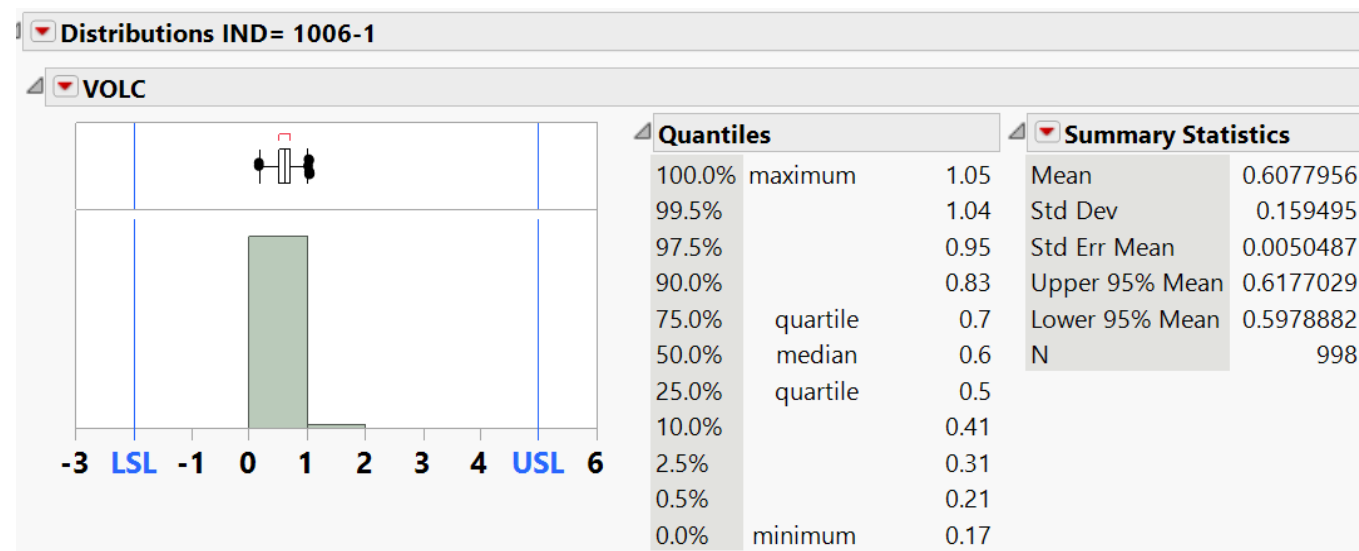 Distributions IND= 1006-1
VOLC
-3 LSL -1 0 1 2 3 4 USL 6
Quantiles
100.0% maximum 1.05
99.5% 1.04
97.5% 0.95
90.0% 0.83
75.0% quartile 0.7
50.0% median 0.6
25.0% quartile 0.5
10.0% 0.41
2.5% 0.31
0.5% 0.21
0.0% minimum 0.17
Summary Statistics
Mean 0.6077956
Std Dev 0.159495
Std Err Mean 0.0050487
Upper 95% Mean 0.6177029
Lower 95% Mean 0.5978882
N 998